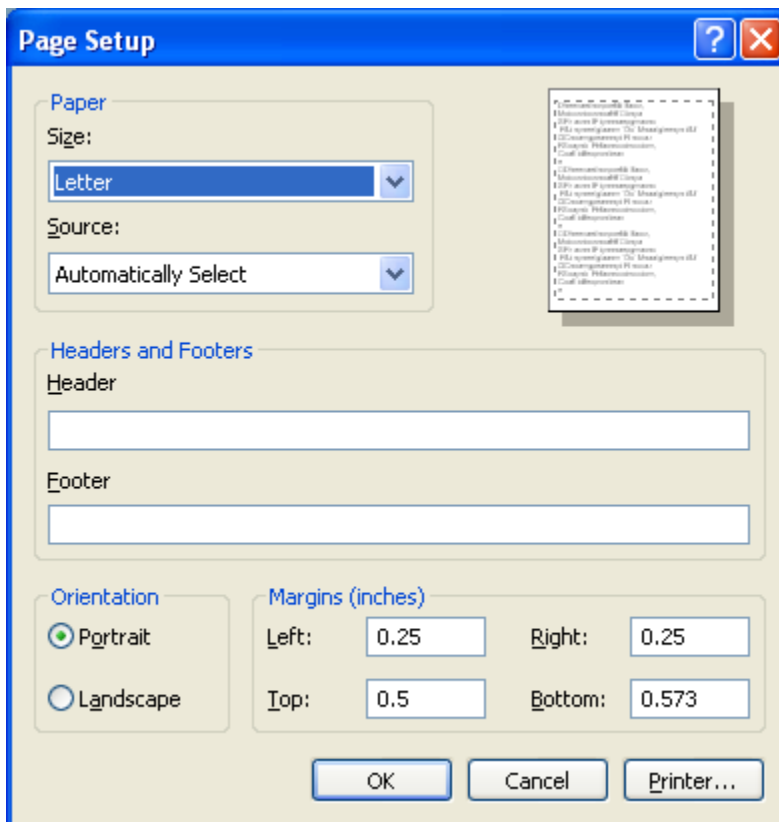 Page Setup
Paper
Size:
Letter
Source:
Automatically Select
Headers and Footers
Header
Footer
Orientation
Portrait
Landscape
Margins (inches)
Left: 0.25 Right: 0.25
Top: 0.5 Bottom: 0.573
OK Cancel Printer...